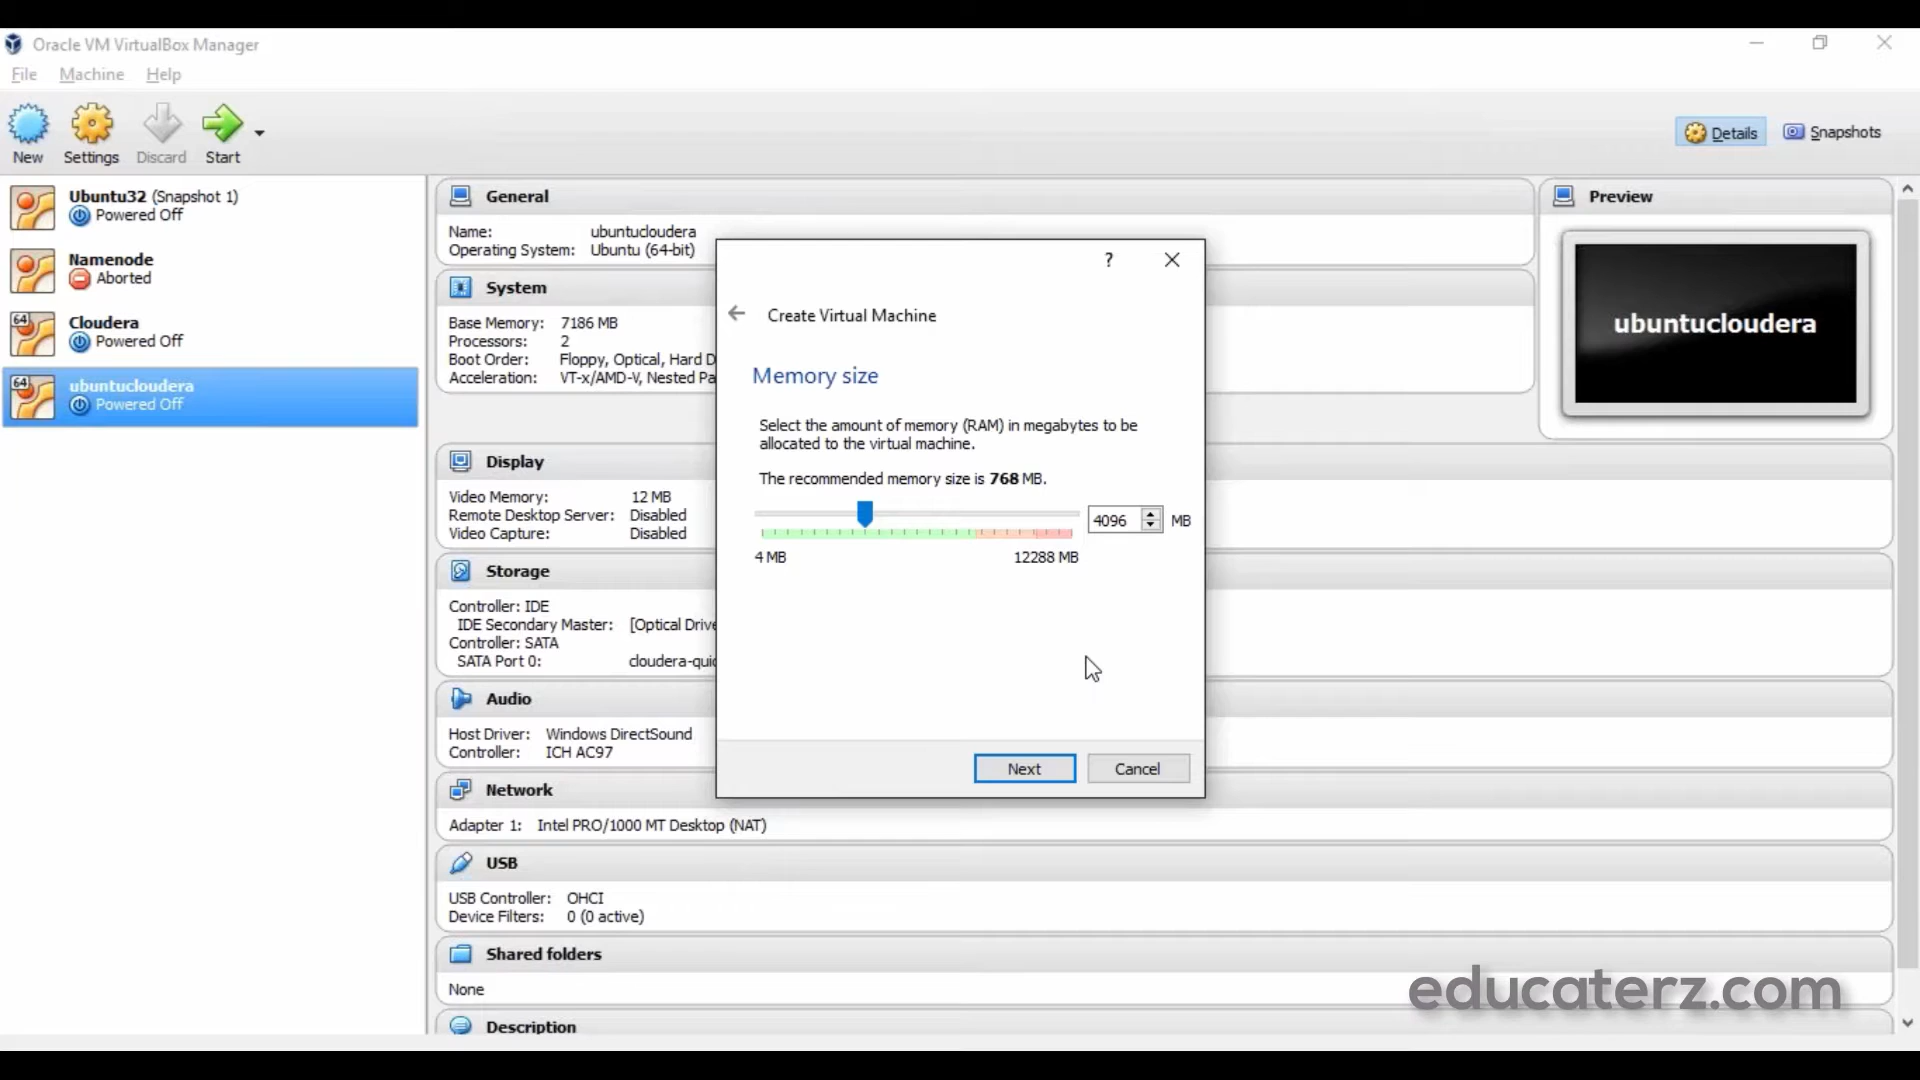 Oracle VM VirtualBox Manager
File Machine Help
New Settings Discard Start
Details Snapshots
Ubuntu32 (Snapshot 1)
Powered Off
Namenode
Aborted
64
Cloudera
Powered Off
64
ubuntucloudera
Powered Off
General
Name: ubuntucloudera
Operating System: Ubuntu (64-bit)
System
Base Memory: 7186 MB
Processors: 2
Boot Order: Floppy, Optical, Hard D
Acceleration: VT-x/AMD-V, Nested Pa
Display
Video Memory: 12 MB
Remote Desktop Server: Disabled
Video Capture: Disabled
Storage
Controller: IDE
IDE Secondary Master: [Optical Drive
Controller: SATA
SATA Port 0: cloudera-quic
Audio
Host Driver: Windows DirectSound
Controller: ICH AC97
Network
Adapter 1: Intel PRO/1000 MT Desktop (NAT)
USB
USB Controller: OHCI
Device Filters: 0 (0 active)
Shared folders
None
Description
Preview
ubuntucloudera
?
Create Virtual Machine
Memory size
Select the amount of memory (RAM) in megabytes to be
allocated to the virtual machine.
The recommended memory size is 768 MB.
4096 MB
4 MB 12288 MB
Next Cancel
educaterz.com